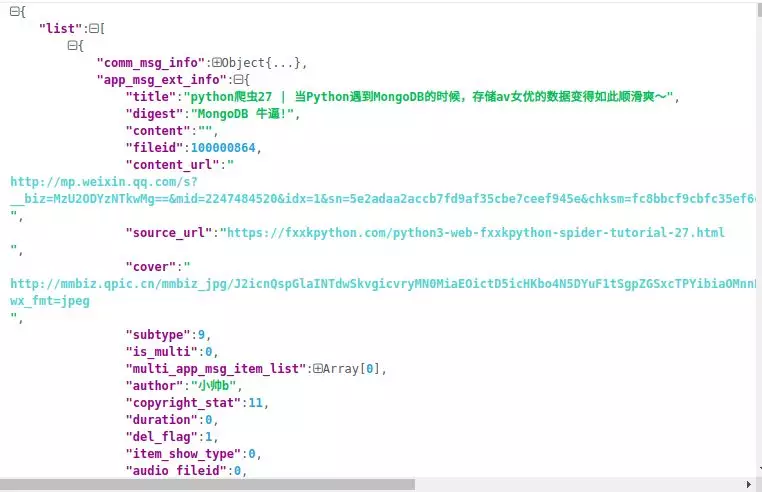 {
"list":[
{
"comm_msg_info":Object{...},
"app_msg_ext_info":{
"title":"python爬虫27 | 当Python遇到MongoDB的时候，存储av女优的数据变得如此顺滑爽～",
"digest":"MongoDB 牛逼!",
"content":"",
"fileid":100000864,
"content_url":"
http://mp.weixin.qq.com/s?
__biz=MzU2ODYzNTkwMg==&mid=2247484520&idx=1&sn=5e2adaa2accb7fd9af35cbe7ceef945e&chksm=fc8bbcf9cbfc35ef6
",
"source_url":"https://fxxkpython.com/python3-web-fxxkpython-spider-tutorial-27.html
",
"cover":"
http://mmbiz.qpic.cn/mmbiz_jpg/J2icnQspGlaINTdwSkvgicvryMN0MiaEOictD5icHKbo4N5DYuF1tSgpZGSxcTPYibiaOMnn
wx_fmt=jpeg
",
"subtype":9,
"is_multi":0,
"multi_app_msg_item_list":Array[0],
"author":"小帅b",
"copyright_stat":11,
"duration":0,
"del_flag":1,
"item_show_type":0,
"audio_fileid":0,